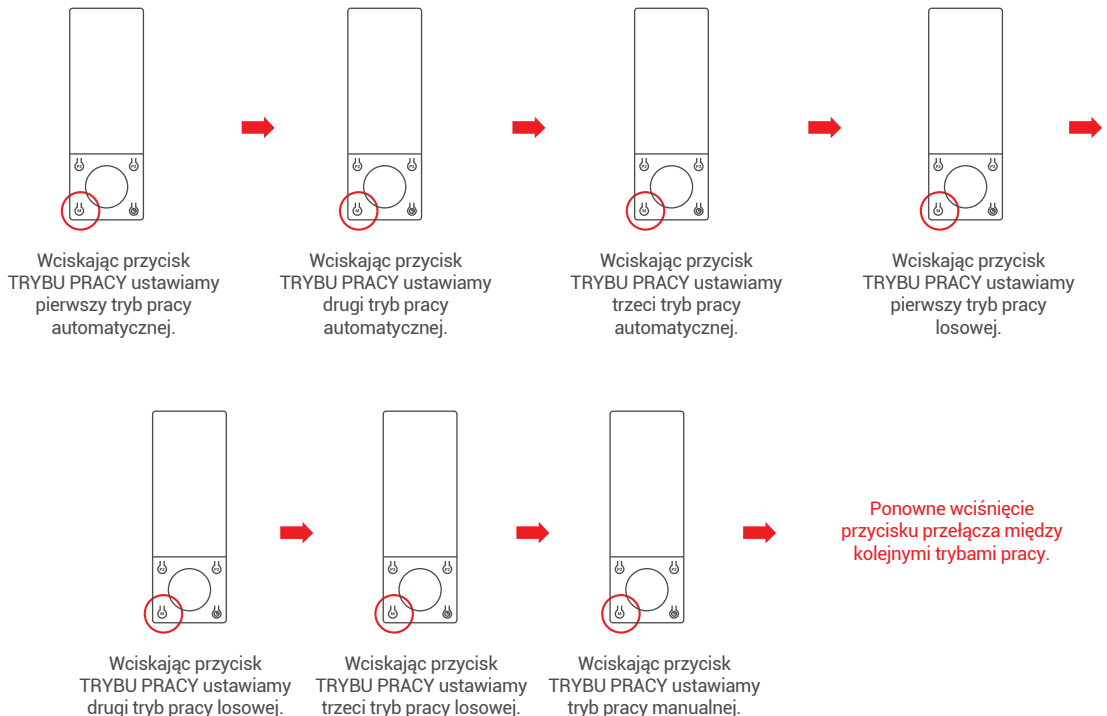 Wciskając przycisk
TRYBU PRACY ustawiamy
pierwszy tryb pracy
automatycznej.
Wciskając przycisk
TRYBU PRACY ustawiamy
drugi tryb pracy
automatycznej.
Wciskając przycisk
TRYBU PRACY ustawiamy
trzeci tryb pracy
automatycznej.
Wciskając przycisk
TRYBU PRACY ustawiamy
pierwszy tryb pracy
losowej.
Wciskając przycisk
TRYBU PRACY ustawiamy
drugi tryb pracy losowej.
Wciskając przycisk
TRYBU PRACY ustawiamy
trzeci tryb pracy losowej.
Wciskając przycisk
TRYBU PRACY ustawiamy
tryb pracy manualnej.
Ponowne wciśnięcie
przycisku przełącza między
kolejnymi trybami pracy.